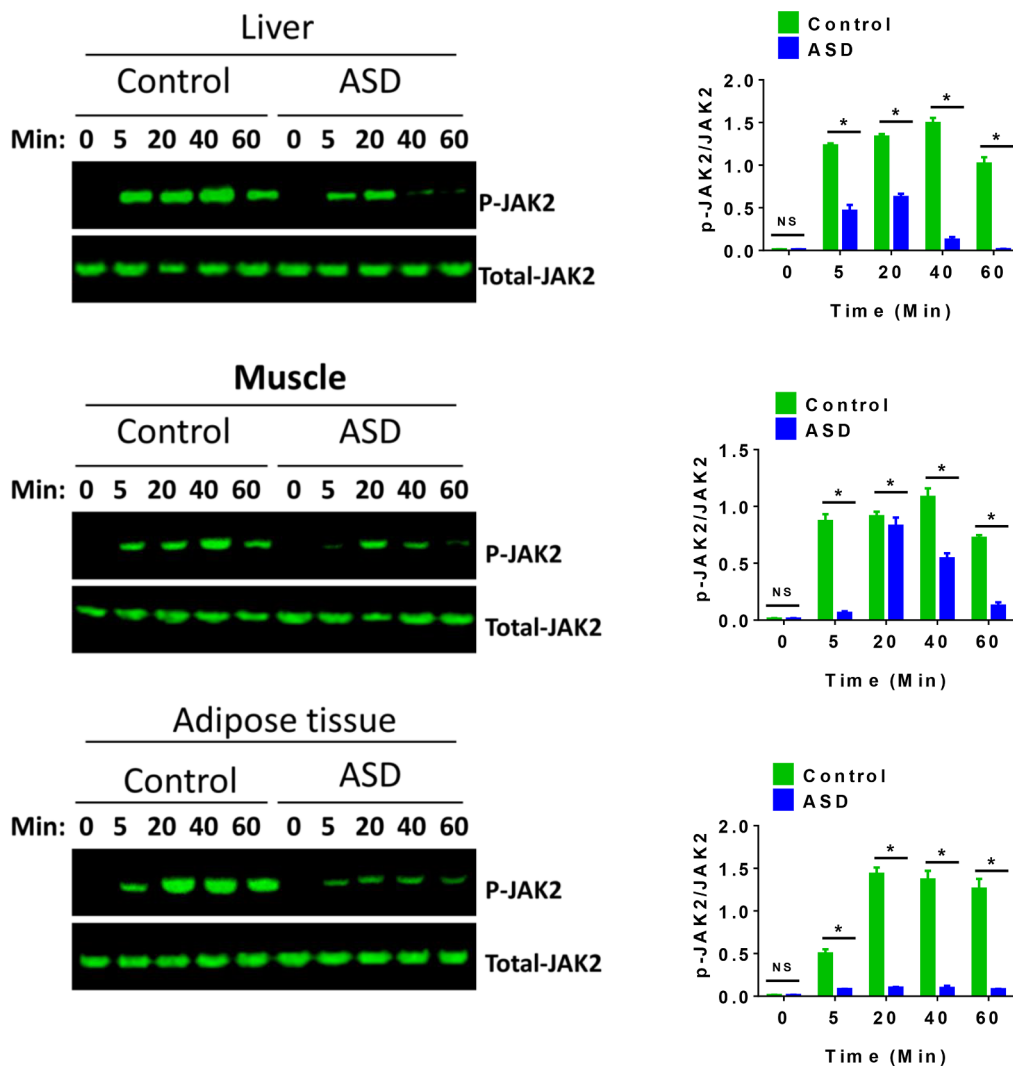 Liver
Control ASD
Min: 0 5 20 40 60 0 5 20 40 60
P-JAK2
Total-JAK2
Control
ASD
p-JAK2/JAK2
2.0
1.5
1.0
0.5
0.0
NS * * * *
0 5 20 40 60
Time (Min)
Muscle
Control ASD
Min: 0 5 20 40 60 0 5 20 40 60
P-JAK2
Total-JAK2
Control
ASD
p-JAK2/JAK2
1.5
1.0
0.5
0.0
NS * * * *
0 5 20 40 60
Time (Min)
Adipose tissue
Control ASD
Min: 0 5 20 40 60 0 5 20 40 60
P-JAK2
Total-JAK2
Control
ASD
p-JAK2/JAK2
2.0
1.5
1.0
0.5
0.0
NS * * * *
0 5 20 40 60
Time (Min)